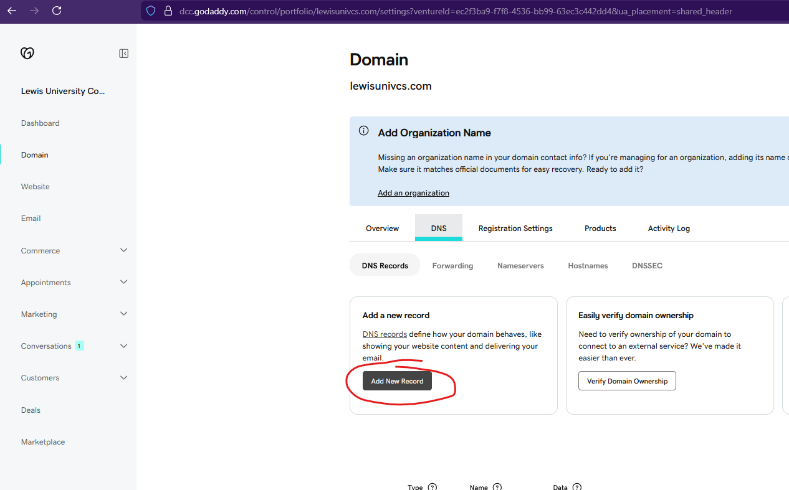 dcc.godaddy.com/control/portfolio/lewisunivcs.com/settings?ventureId=ec2f3ba9-f7f8-4536-bb99-63ec3c442dd4&ua_placement=shared_header
Lewis University Co...
Dashboard
Domain
Website
Email
Commerce
Appointments
Marketing
Conversations 1
Customers
Deals
Marketplace
Domain
lewisunivcs.com
Add Organization Name
Missing an organization name in your domain contact info? If you're managing for an organization, adding its name
Make sure it matches official documents for easy recovery. Ready to add it?
Add an organization
Overview DNS Registration Settings Products Activity Log
DNS Records Forwarding Nameservers Hostnames DNSSEC
Add a new record
DNS records define how your domain behaves, like
showing your website content and delivering your
email.
Add New Record
Easily verify domain ownership
Need to verify ownership of your domain to
connect to an external service? We've made it
easier than ever.
Verify Domain Ownership
Type ? Name ? Data ?